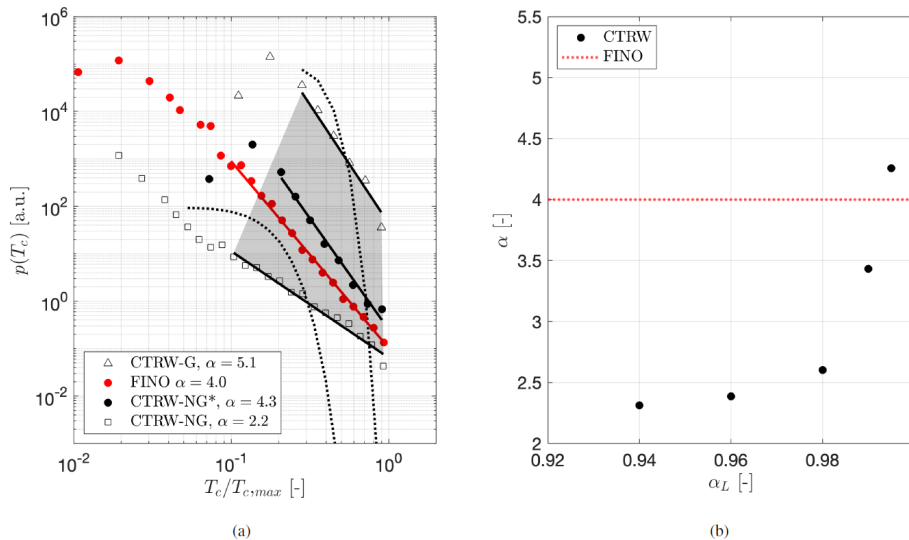 10^6
10^4
10^2
10^0
10^-2
p(T_c) [a.u.]
CTRW-G, α = 5.1
FINO α = 4.0
CTRW-NG*, α = 4.3
CTRW-NG, α = 2.2
10^-2
10^-1
10^0
T_c/T_c,max [-]
(a)
5.5
5
4.5
4
3.5
3
2.5
2
α [-]
CTRW
FINO
0.92
0.94
0.96
0.98
α_L [-]
(b)